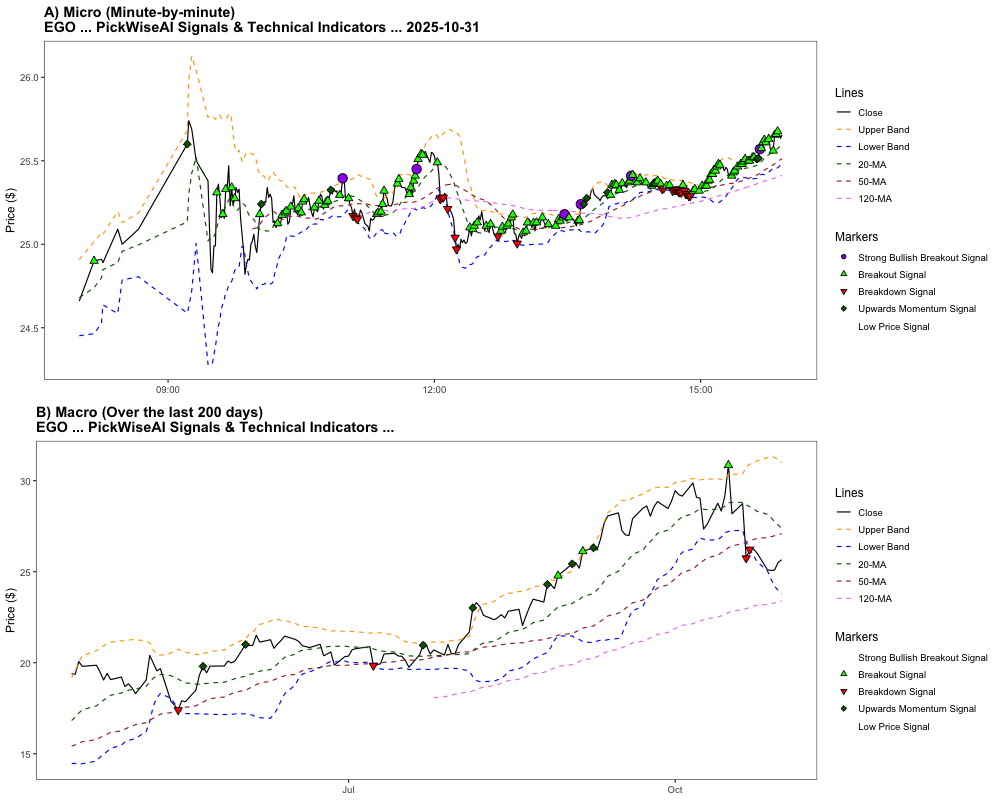 A) Micro (Minute-by-minute)
EGO ... PickWiseAI Signals & Technical Indicators ... 2025-10-31
Price ($)
26.0
25.5
25.0
24.5
09:00
12:00
15:00
Lines
Close
Upper Band
Lower Band
20-MA
50-MA
120-MA
Markers
Strong Bullish Breakout Signal
Breakout Signal
Breakdown Signal
Upwards Momentum Signal
Low Price Signal
B) Macro (Over the last 200 days)
EGO ... PickWiseAI Signals & Technical Indicators ...
Price ($)
30
25
20
15
Jul
Oct
Lines
Close
Upper Band
Lower Band
20-MA
50-MA
120-MA
Markers
Strong Bullish Breakout Signal
Breakout Signal
Breakdown Signal
Upwards Momentum Signal
Low Price Signal